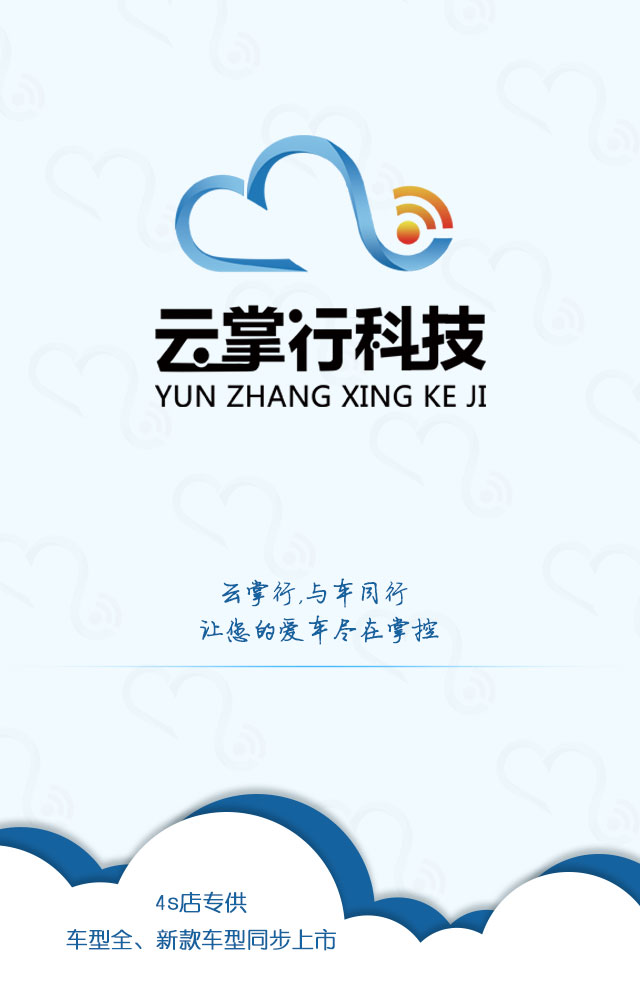 云掌行科技
YUN ZHANG XING KE JI
云掌行,与车同行
让您的爱车尽在掌控
4s店专供
车型全、新款车型同步上市